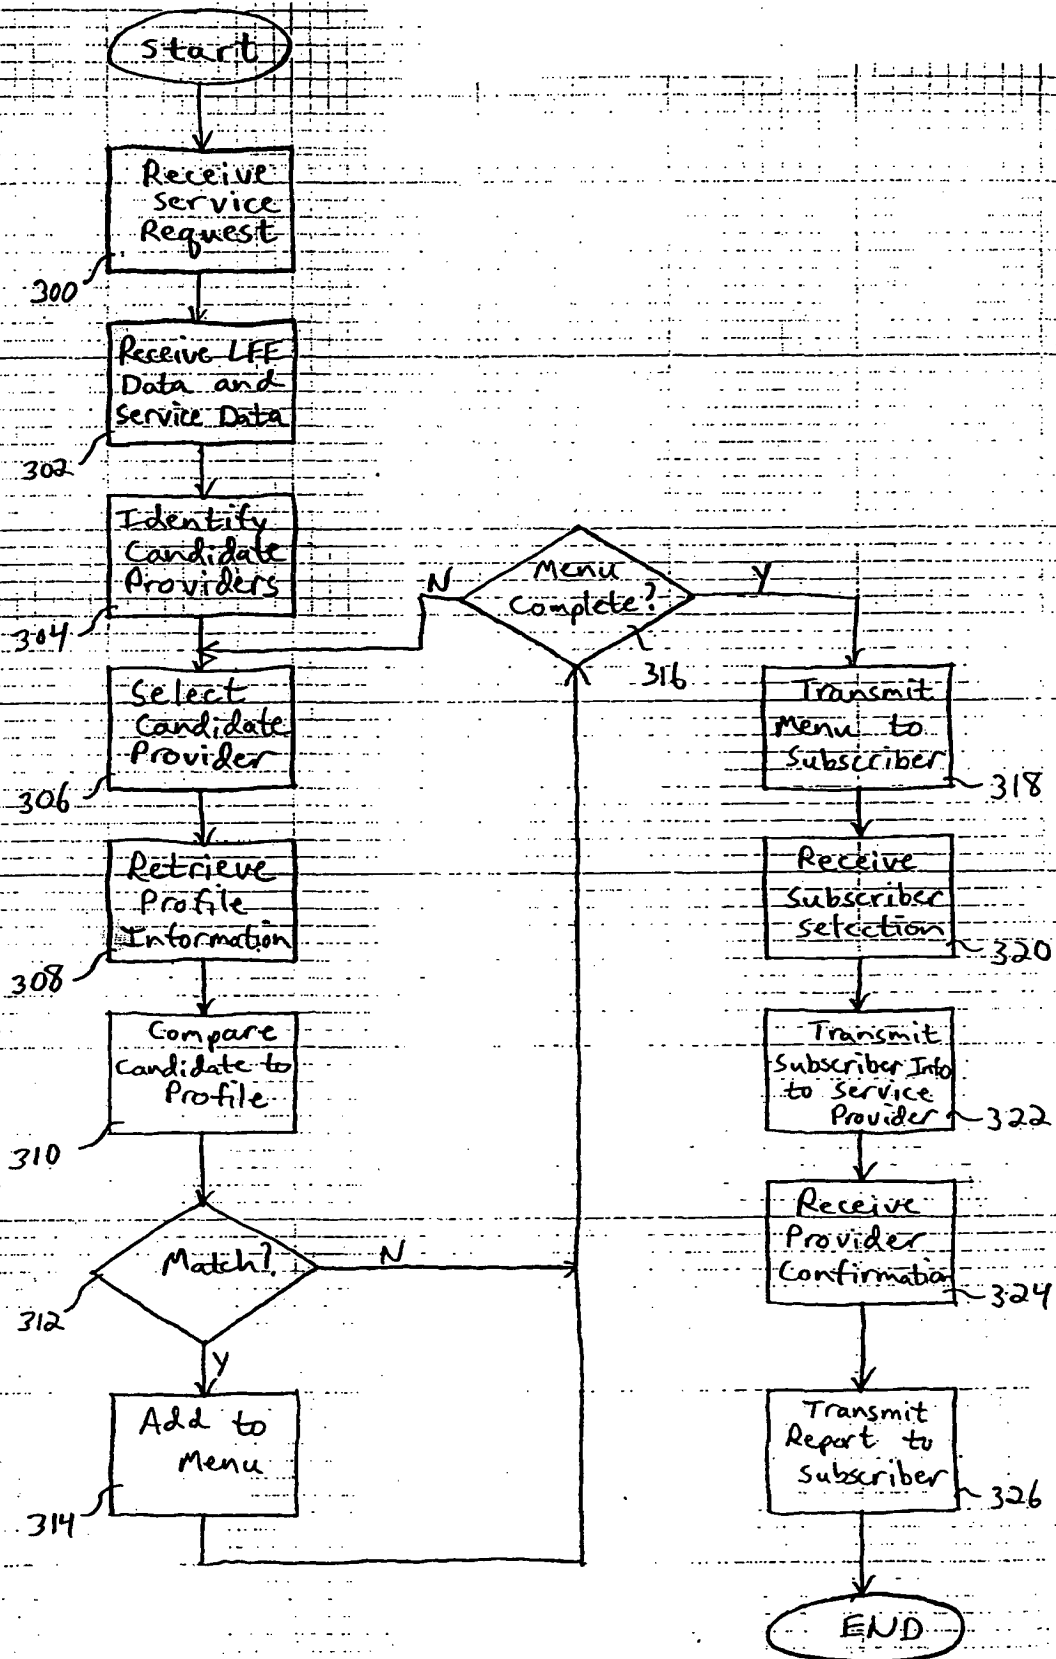 Start
Receive
Service
Request
300
Receive LFE
Data and
Service Data
302
Identify
Candidate
Providers
304
Select
Candidate
Provider
306
Retrieve
Profile
Information
308
Compare
Candidate to
Profile
310
Match?
N
312
Y
Add to
Menu
314
Menu
Complete?
N
Y
316
Transmit
Menu to
Subscriber
318
Receive
Subscriber
Selection
320
Transmit
Subscriber Info
to Service
Provider
322
Receive
Provider
Confirmation
324
Transmit
Report to
Subscriber
326
END